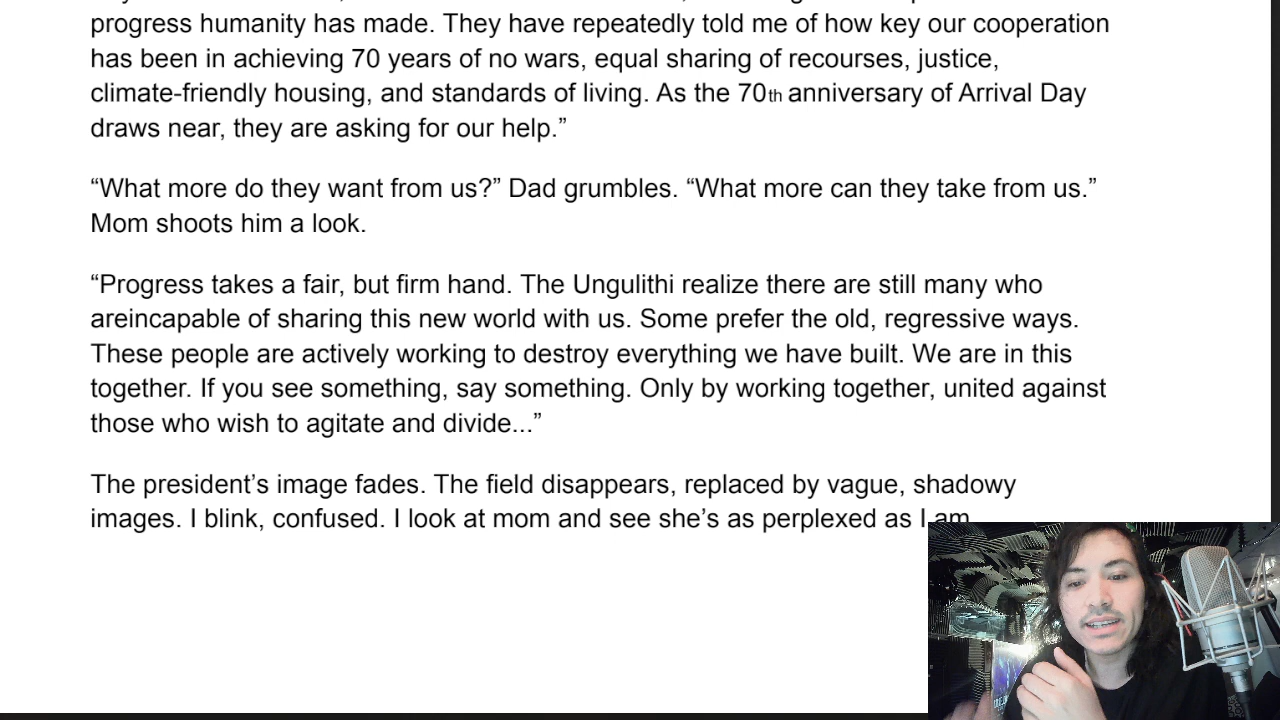 progress humanity has made. They have repeatedly told me of how key our cooperation
has been in achieving 70 years of no wars, equal sharing of recourses, justice,
climate-friendly housing, and standards of living. As the 70th anniversary of Arrival Day
draws near, they are asking for our help.”
“What more do they want from us?” Dad grumbles. “What more can they take from us.”
Mom shoots him a look.
“Progress takes a fair, but firm hand. The Ungulithi realize there are still many who
areincapable of sharing this new world with us. Some prefer the old, regressive ways.
These people are actively working to destroy everything we have built. We are in this
together. If you see something, say something. Only by working together, united against
those who wish to agitate and divide...”
The president’s image fades. The field disappears, replaced by vague, shadowy
images. I blink, confused. I look at mom and see she’s as perplexed as I am